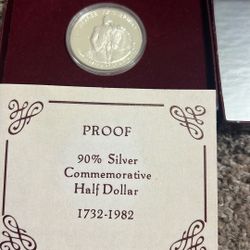 PROOF
90% Silver
Commemorative
Half Dollar
1732-1982